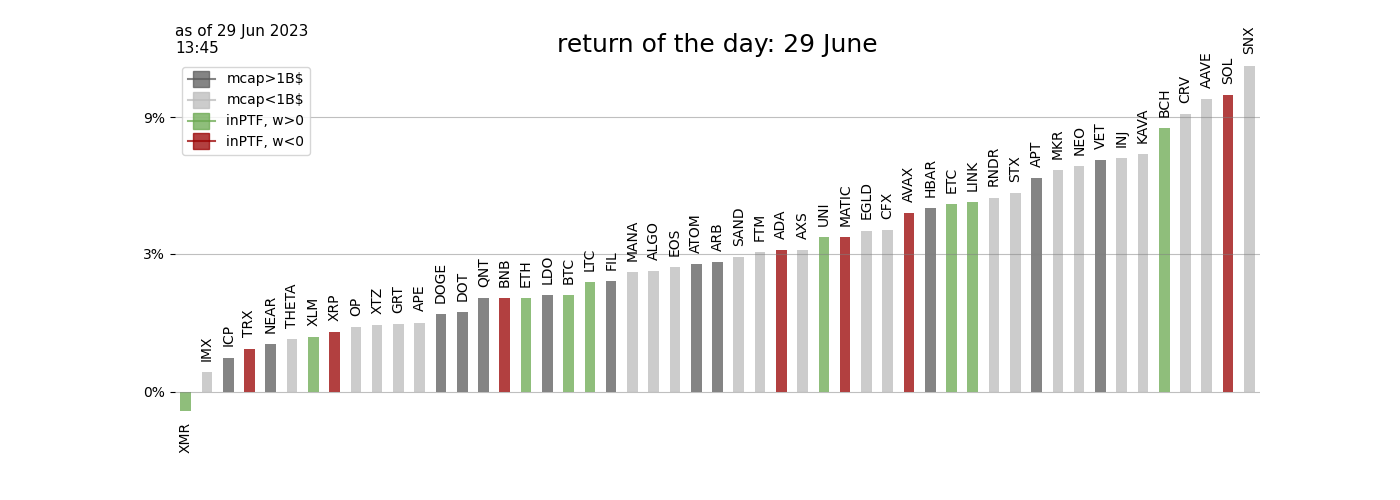 as of 29 Jun 2023
13:45
return of the day: 29 June
mcap>1B$
mcap<1B$
inPTF, w>0
inPTF, w<0
9%
3%
0%
XMR
IMX
ICP
TRX
NEAR
THETA
XLM
XRP
OP
XTZ
GRT
APE
DOGE
DOT
QNT
BNB
ETH
LDO
BTC
LTC
FIL
MANA
ALGO
EOS
ATOM
ARB
SAND
FTM
ADA
AXS
UNI
MATIC
EGLD
CFX
AVAX
HBAR
ETC
LINK
RNDR
STX
APT
MKR
NEO
VET
INJ
KAVA
BCH
CRV
AAVE
SOL
SNX